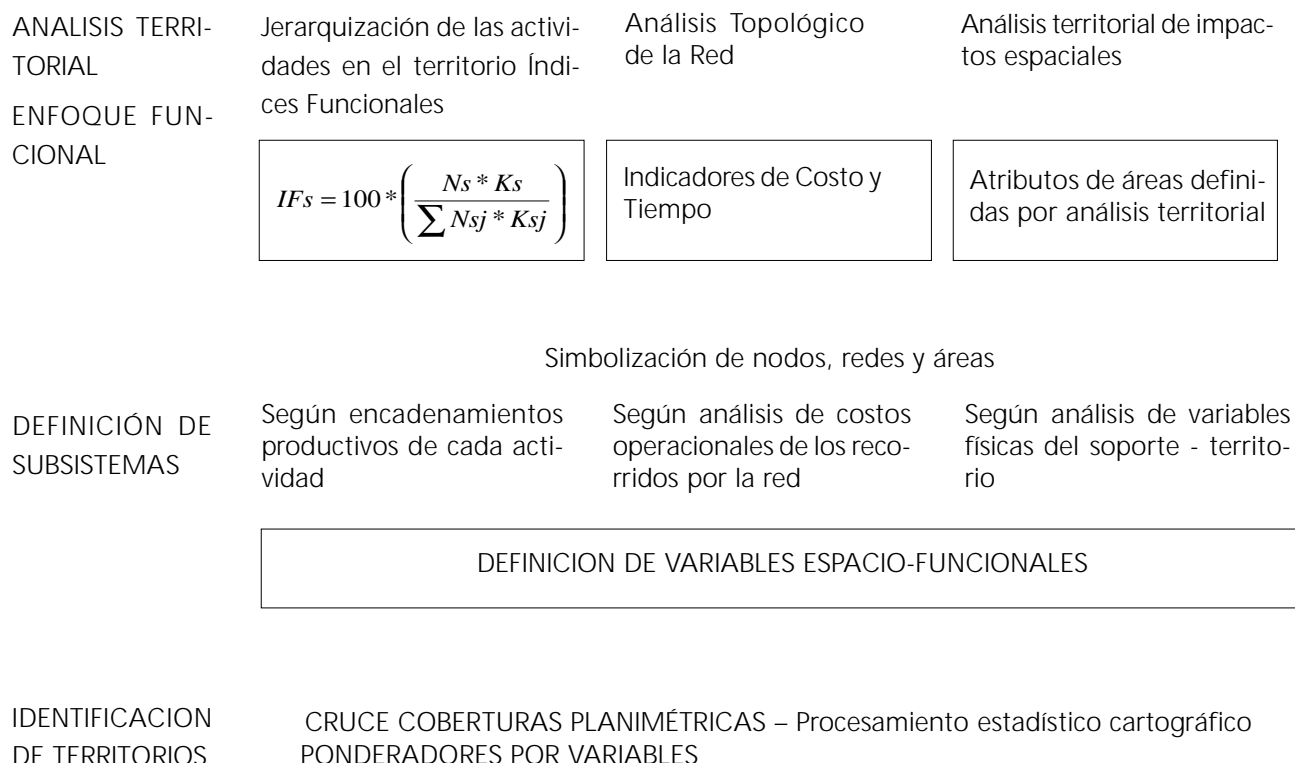 ANALISIS TERRI-
TORIAL
ENFOQUE FUN-
CIONAL
Jerarquización de las activi-
dades en el territorio Índi-
ces Funcionales
Análisis Topológico
de la Red
Análisis territorial de impac-
tos espaciales
IFs = 100 * ( Ns * Ks / ∑ Nsj * Ksj )
Indicadores de Costo y
Tiempo
Atributos de áreas defini-
das por análisis territorial
Simbolización de nodos, redes y áreas
DEFINICIÓN DE
SUBSISTEMAS
Según encadenamientos
productivos de cada acti-
vidad
Según análisis de costos
operacionales de los reco-
rridos por la red
Según análisis de variables
físicas del soporte - territo-
rio
DEFINICION DE VARIABLES ESPACIO-FUNCIONALES
IDENTIFICACION
DE TERRITORIOS
CRUCE COBERTURAS PLANIMÉTRICAS – Procesamiento estadístico cartográfico
PONDERADORES POR VARIABLES